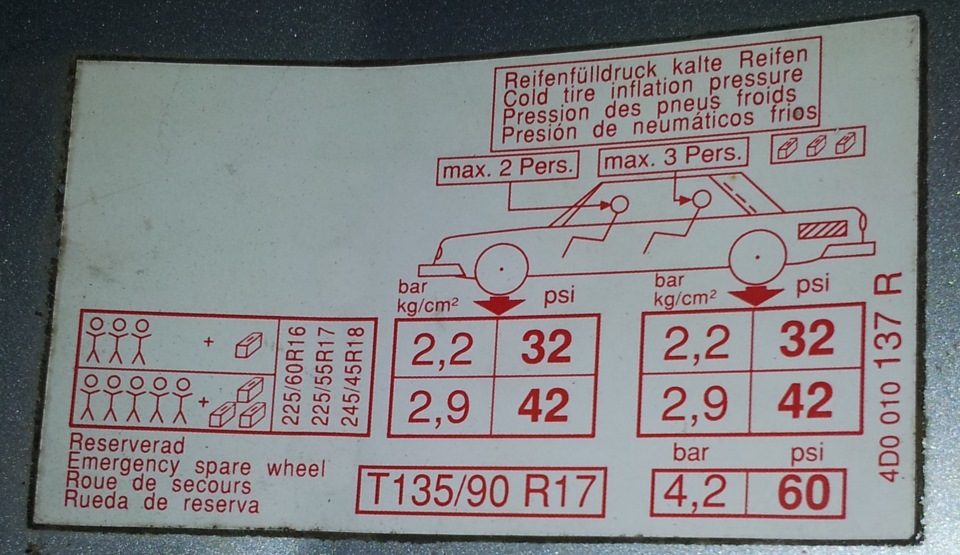 Reifenfülldruck kalte Reifen
Cold tire inflation pressure
Pression des pneus froids
Presión de neumáticos frios
max. 2 Pers.
max. 3 Pers.
bar
kg/cm²
psi
bar
kg/cm²
psi
+
225/60R16
225/55R17
245/45R18
2,2 32
2,2 32
+
2,9 42
2,9 42
Reserverad
Emergency spare wheel
Roue de secours
Rueda de reserva
T135/90 R17
bar psi
4,2 60
4D0 010 137 R